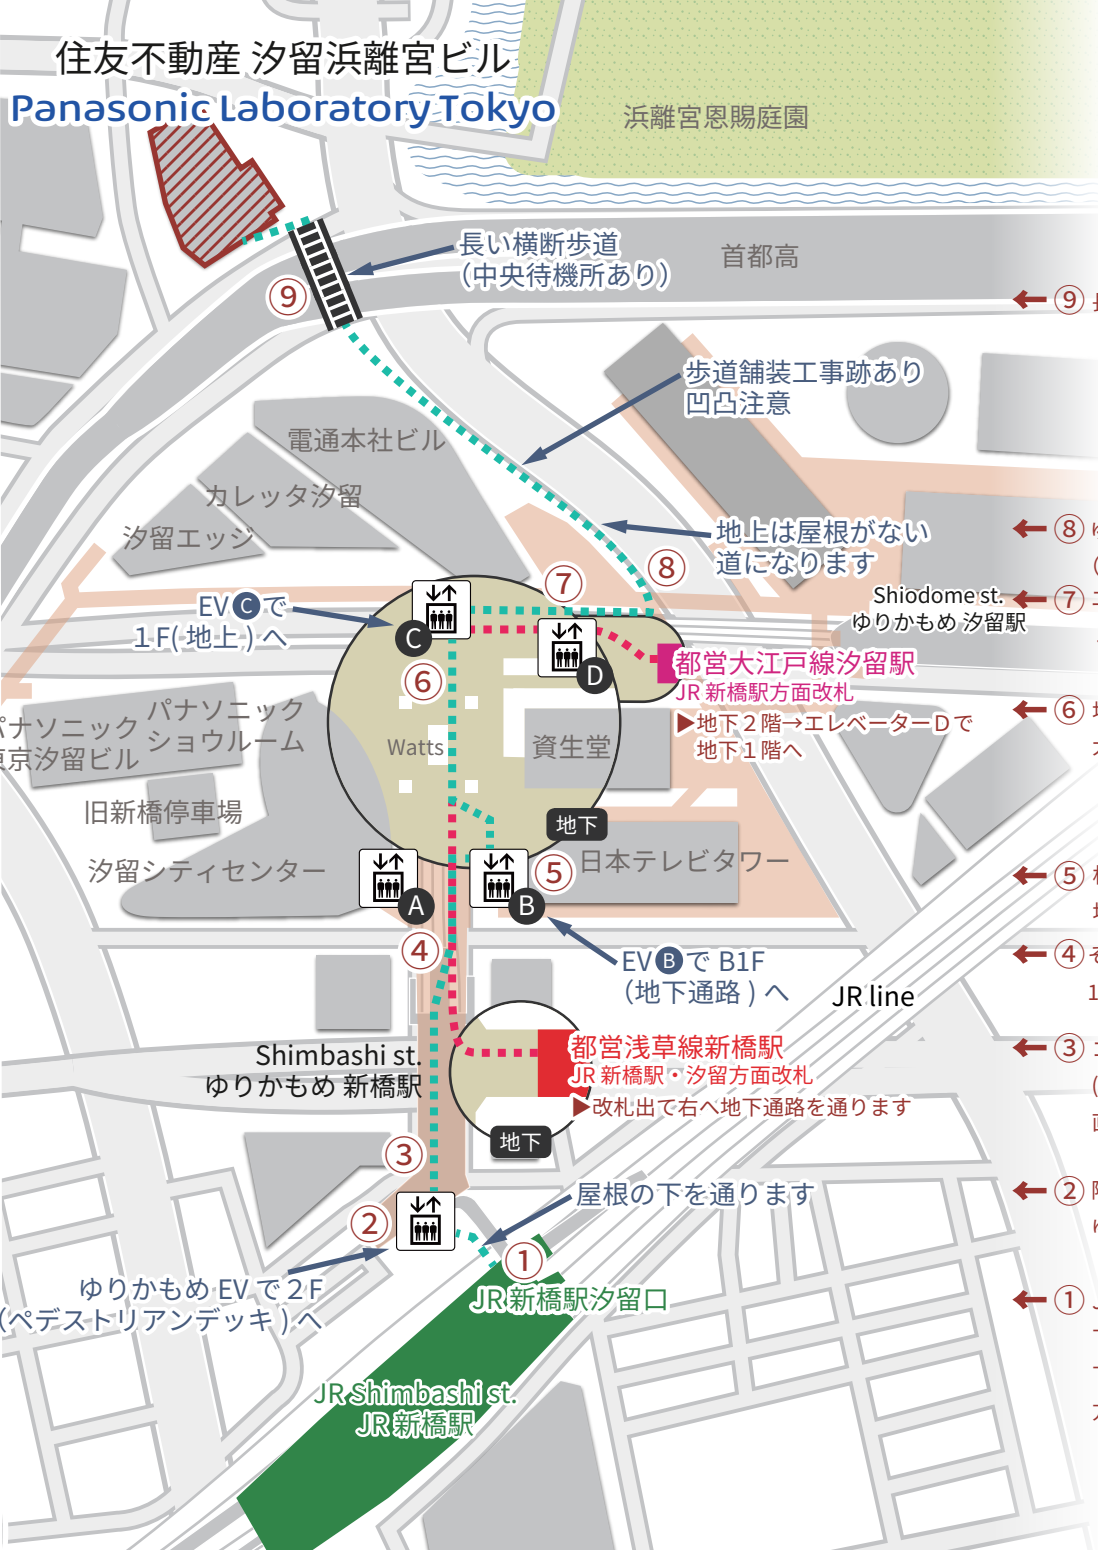 住友不動産 汐留浜離宮ビル
Panasonic Laboratory Tokyo
浜離宮恩賜庭園
長い横断歩道
（中央待機所あり）
首都高
⑨
← ⑨
歩道舗装工事跡あり
凹凸注意
電通本社ビル
カレッタ汐留
汐留エッジ
地上は屋根がない
道になります
← ⑧
⑦
⑧
Shiodome st.
ゆりかもめ 汐留駅
← ⑦
EV Cで
1F( 地上 ) へ
C
D
⑥
都営大江戸線汐留駅
JR 新橋駅方面改札
▶地下２階→エレベーターＤで
地下１階へ
← ⑥
パナソニック
東京汐留ビル
パナソニック
ショウルーム
Watts
資生堂
旧新橋停車場
地下
汐留シティセンター
日本テレビタワー
⑤
← ⑤
A
B
④
EV Bで B1F
（地下通路 ) へ
← ④
JR line
Shimbashi st.
ゆりかもめ 新橋駅
都営浅草線新橋駅
JR 新橋駅・汐留方面改札
▶改札出て右へ地下通路を通ります
← ③
地下
③
屋根の下を通ります
← ②
②
①
ゆりかもめ EV で２F
（ペデストリアンデッキ ) へ
JR 新橋駅汐留口
← ①
JR Shimbashi st.
JR 新橋駅